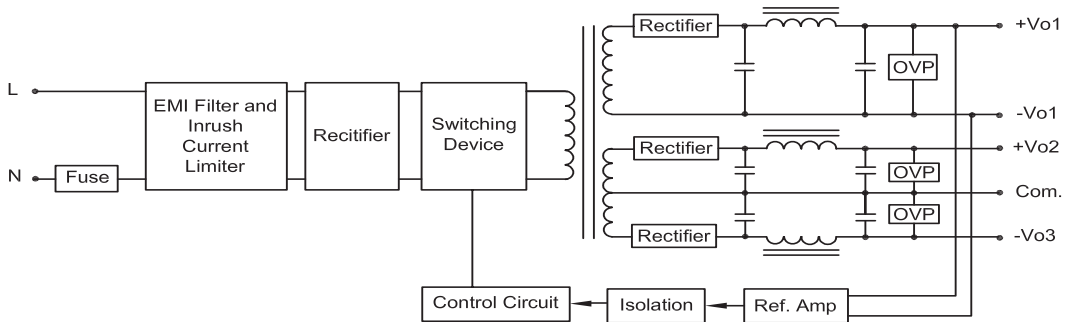 Rectifier
+Vo1
OVP
L
EMI Filter and
Inrush
Current
Limiter
Rectifier
Switching
Device
-Vo1
N
Fuse
Rectifier
+Vo2
OVP
Com.
OVP
Rectifier
-Vo3
Control Circuit
Isolation
Ref. Amp